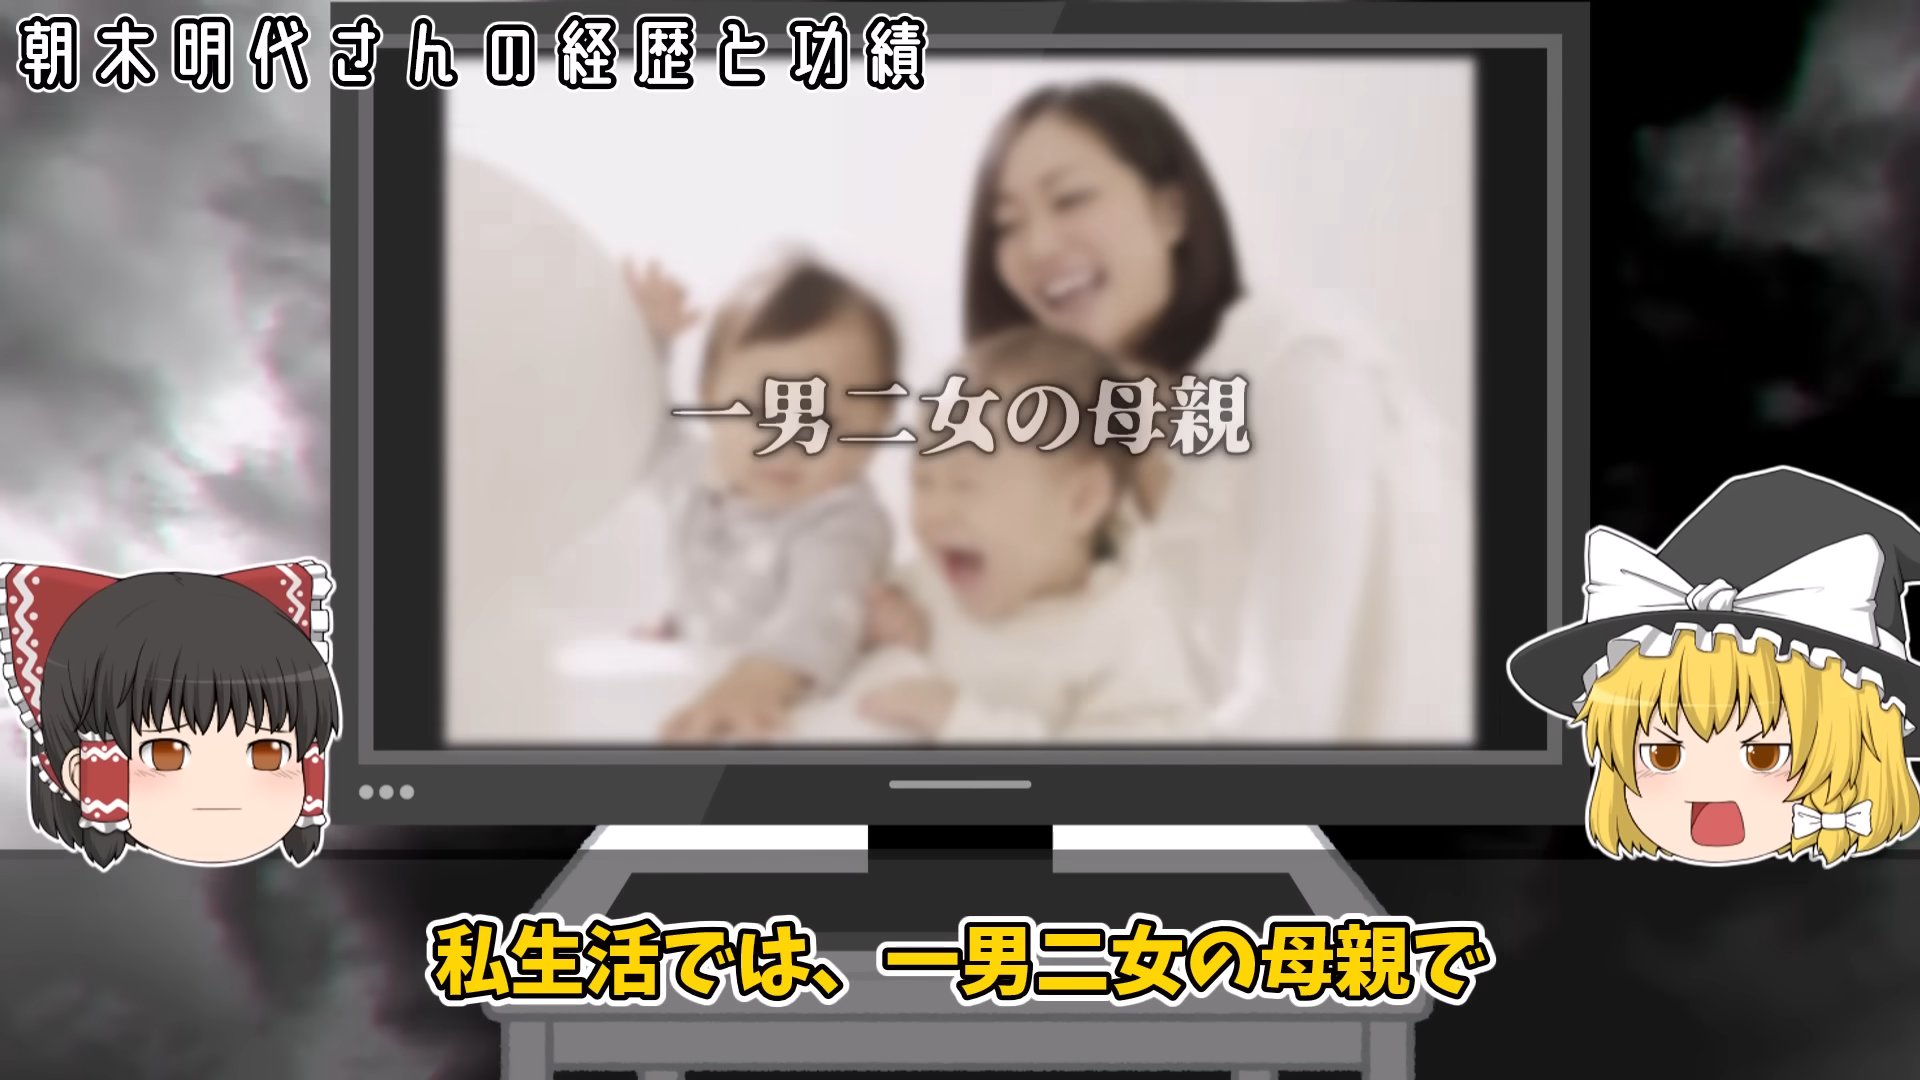 朝木明代さんの経歴と功績
一男二女の母親
私生活では、一男二女の母親で